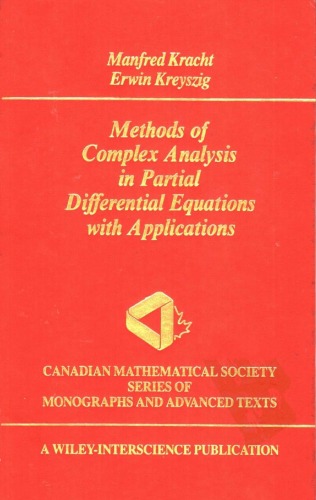 Manfred Kracht
Erwin Kreyszig
Methods of
Complex Analysis
in Partial
Differential Equations
with Applications
CANADIAN MATHEMATICAL SOCIETY
SERIES OF
MONOGRAPHS AND ADVANCED TEXTS
A WILEY-INTERSCIENCE PUBLICATION